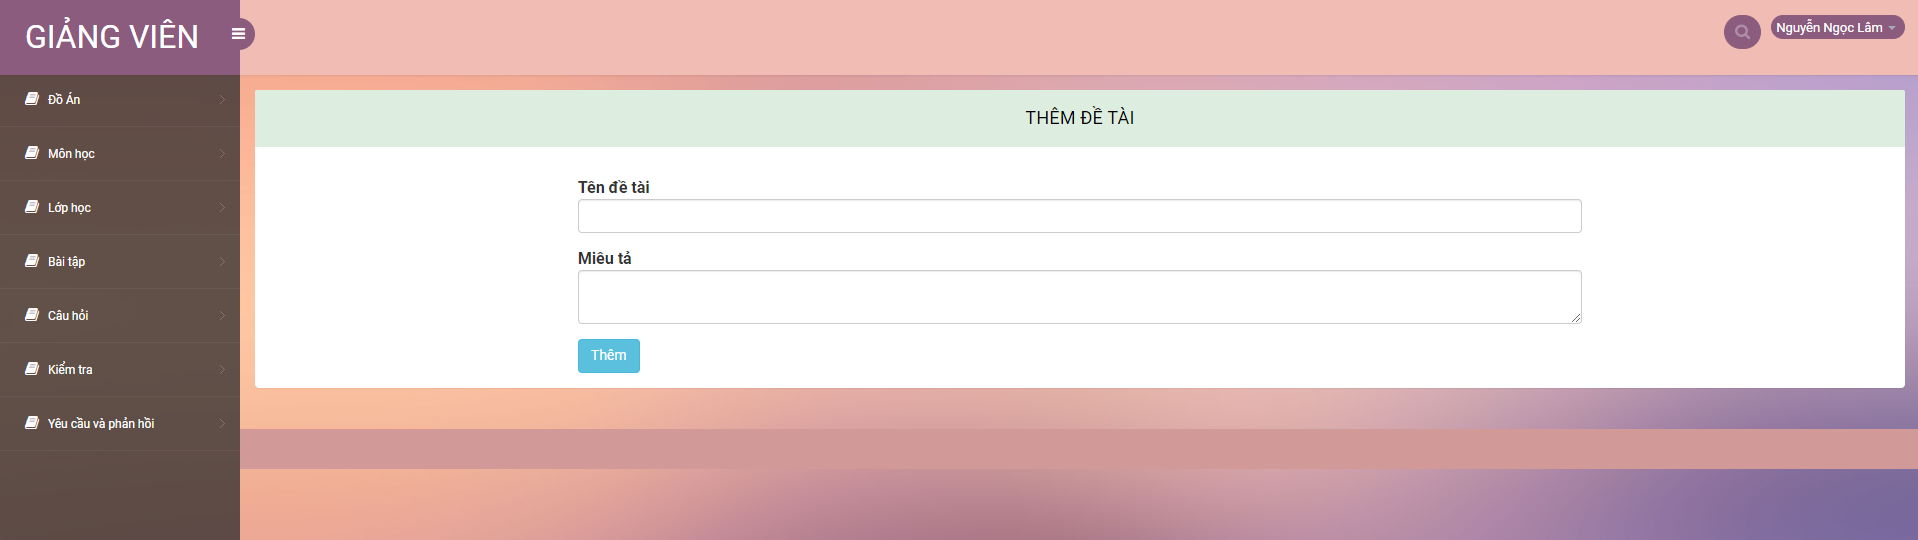 GIẢNG VIÊN
Nguyễn Ngọc Lâm
Đồ Án
Môn học
Lớp học
Bài tập
Câu hỏi
Kiểm tra
Yêu cầu và phản hồi
THÊM ĐỀ TÀI
Tên đề tài
Miêu tả
Thêm